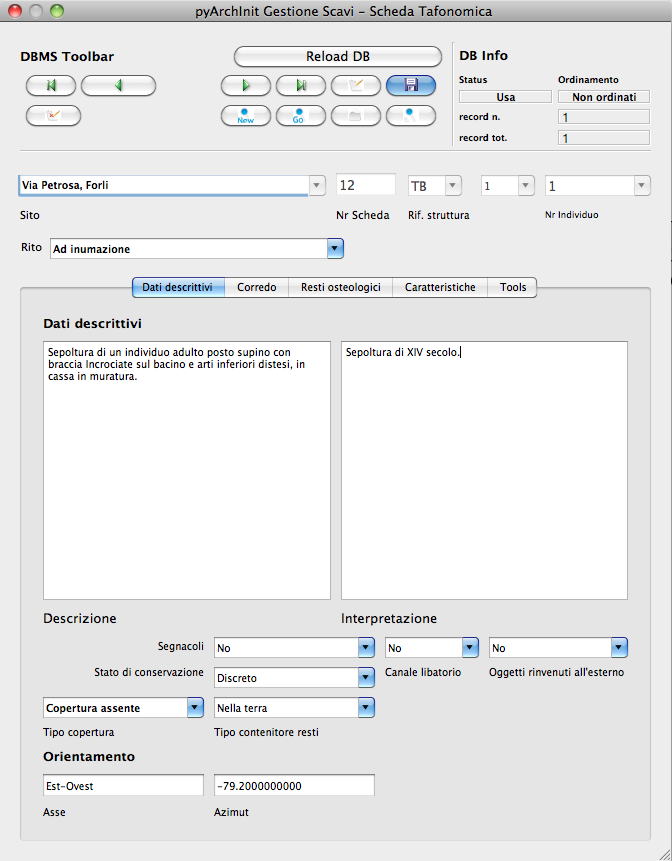 pyArchInit Gestione Scavi – Scheda Tafonomica
DBMS Toolbar
Reload DB
New
Go
DB Info
Status
Ordinamento
Usa
Non ordinati
record n.
1
record tot.
1
Via Petrosa, Forli
12
TB
1
1
Sito
Nr Scheda
Rif. struttura
Nr Individuo
Rito
Ad inumazione
Dati descrittivi
Corredo
Resti osteologici
Caratteristiche
Tools
Dati descrittivi
Sepoltura di un individuo adulto posto supino con
braccia Incrociate sul bacino e arti inferiori distesi, in
cassa in muratura.
Sepoltura di XIV secolo.
Descrizione
Interpretazione
Segnacoli
No
No
No
Stato di conservazione
Discreto
Canale libatorio
Oggetti rinvenuti all'esterno
Copertura assente
Nella terra
Tipo copertura
Tipo contenitore resti
Orientamento
Est-Ovest
-79.2000000000
Asse
Azimut